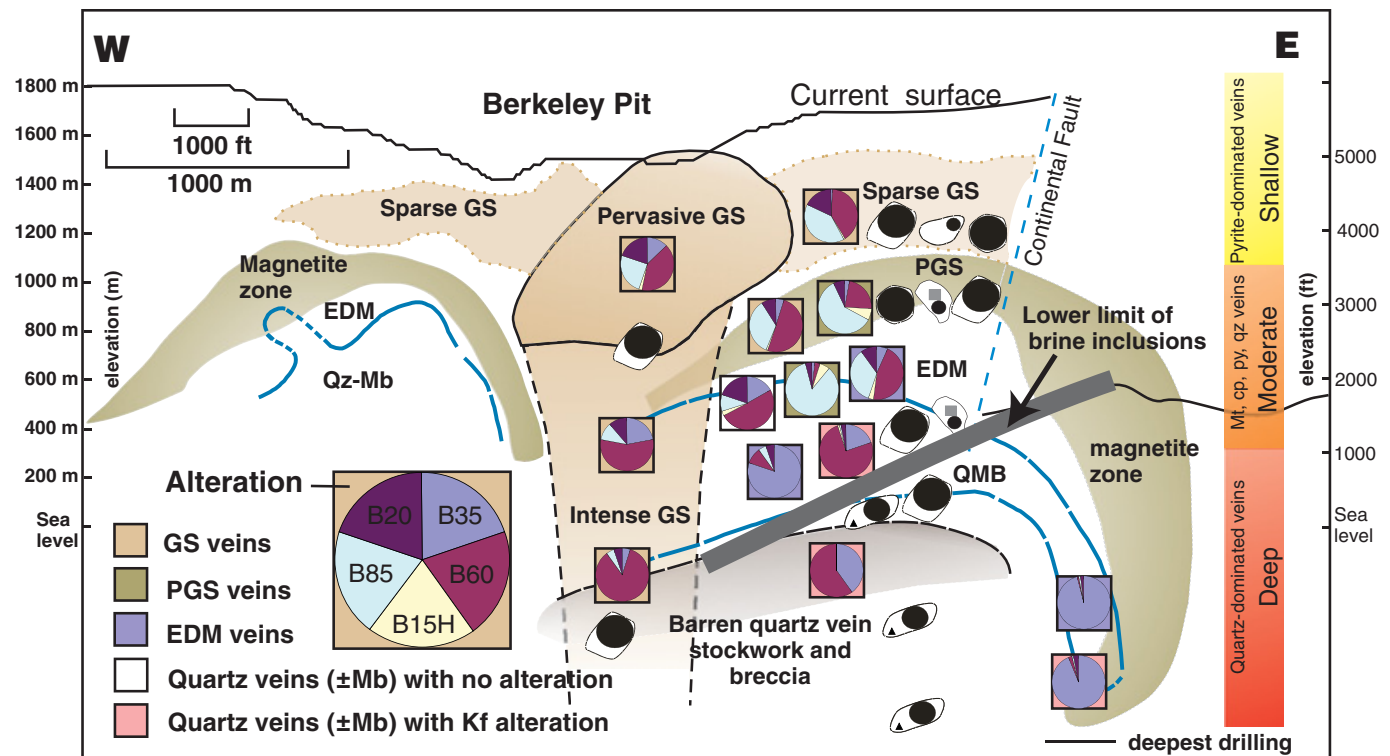 W
E
1800 m
1600 m
1400 m
1200 m
1000 m
800 m
600 m
400 m
200 m
Sea
level
elevation (m)
1000 ft
1000 m
Berkeley Pit
Current surface
Continental Fault
Sparse GS
Pervasive GS
Sparse GS
Magnetite
zone
EDM
Qz-Mb
PGS
Lower limit of
brine inclusions
EDM
QMB
magnetite
zone
Intense GS
Barren quartz vein
stockwork and
breccia
Alteration
B20
B35
B85
B60
B15H
GS veins
PGS veins
EDM veins
Quartz veins (±Mb) with no alteration
Quartz veins (±Mb) with Kf alteration
Pyrite-dominated veins
Shallow
Mt, cp, py, qz veins
Moderate
Quartz-dominated veins
Deep
5000
4000
3000
2000
1000
Sea
level
elevation (ft)
deepest drilling